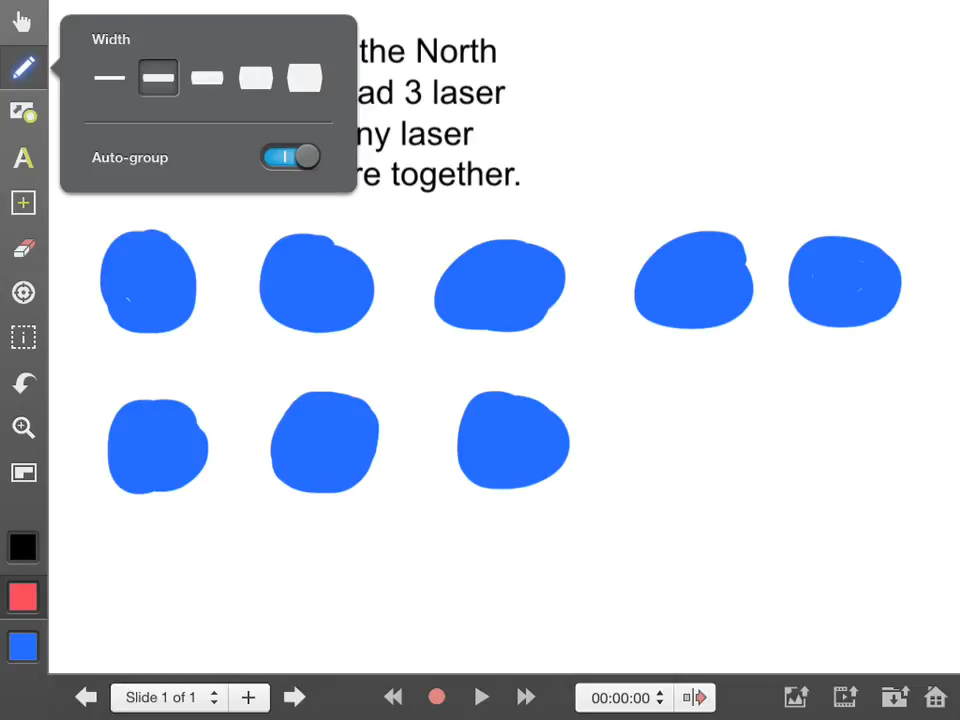 Width
the North
ad 3 laser
ny laser
Auto-group
re together.
Slide 1 of 1
00:00:00